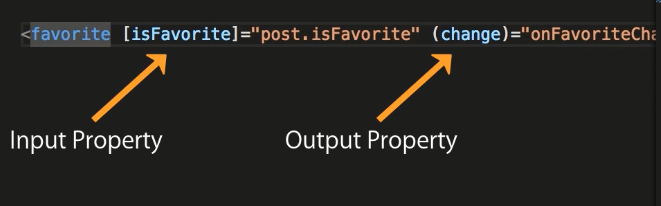 <favorite [isFavorite]="post.isFavorite" (change)="onFavoriteCha
Input Property
Output Property